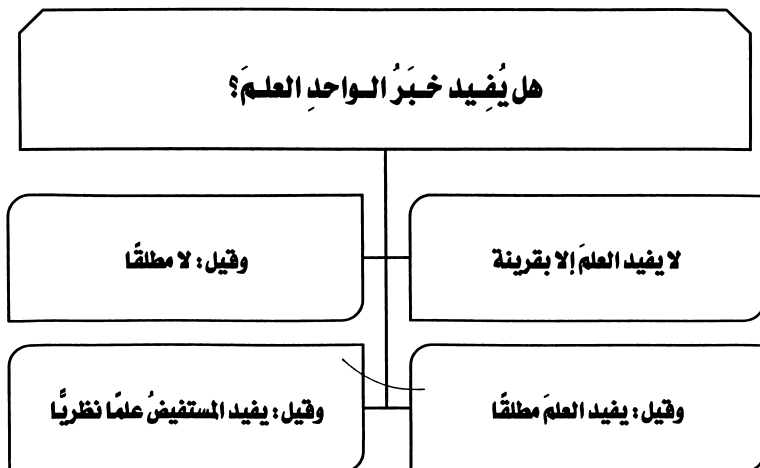 هل يُفِيد خبَرُ الواحدِ العلمَ؟
لا يفيد العلمَ إلا بقرينة
وقيل: لا مطلقًا
وقيل: يفيد العلمَ مطلقًا
وقيل: يفيد المستفيضُ علمًا نظريًّا